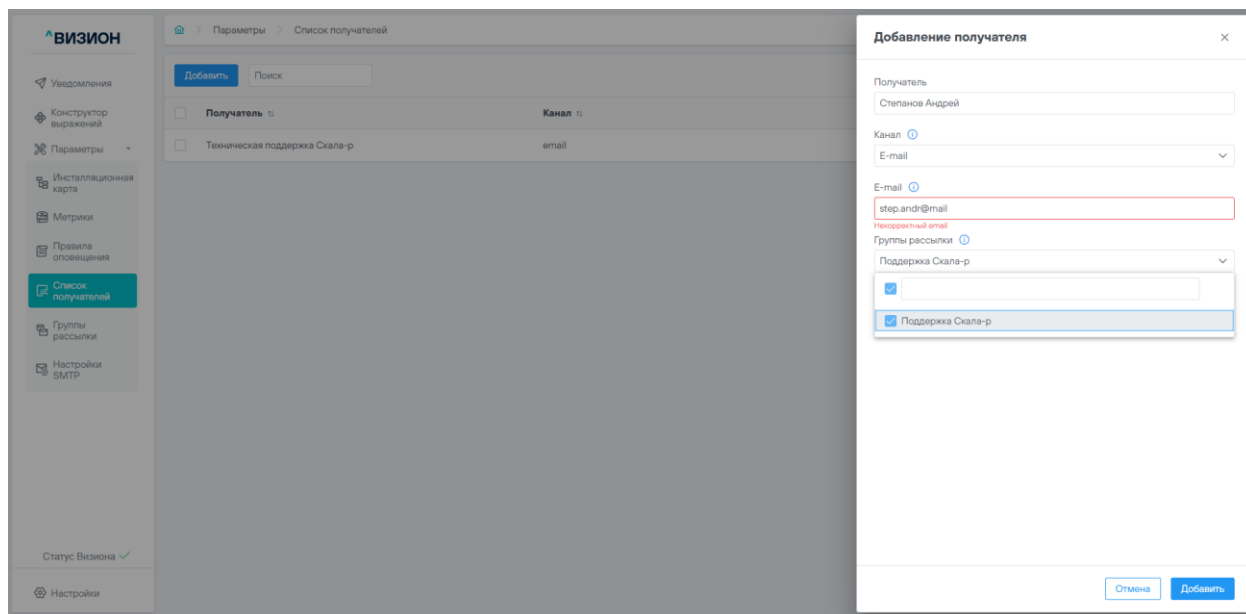 ^ВИЗИОН
Уведомления
Конструктор
выражений
Параметры
Инсталляционная
карта
Метрики
Правила
оповещения
Список
получателей
Группы
рассылки
Настройки
SMTP
Статус Визиона
Настройки
Параметры > Список получателей
Добавить Поиск
Получатель Канал
Техническая поддержка Скала-р email
Добавление получателя
Получатель
Степанов Андрей
Канал
E-mail
E-mail
step.andr@mail
Некорректный email
Группы рассылки
Поддержка Скала-р
Поддержка Скала-р
Отмена Добавить